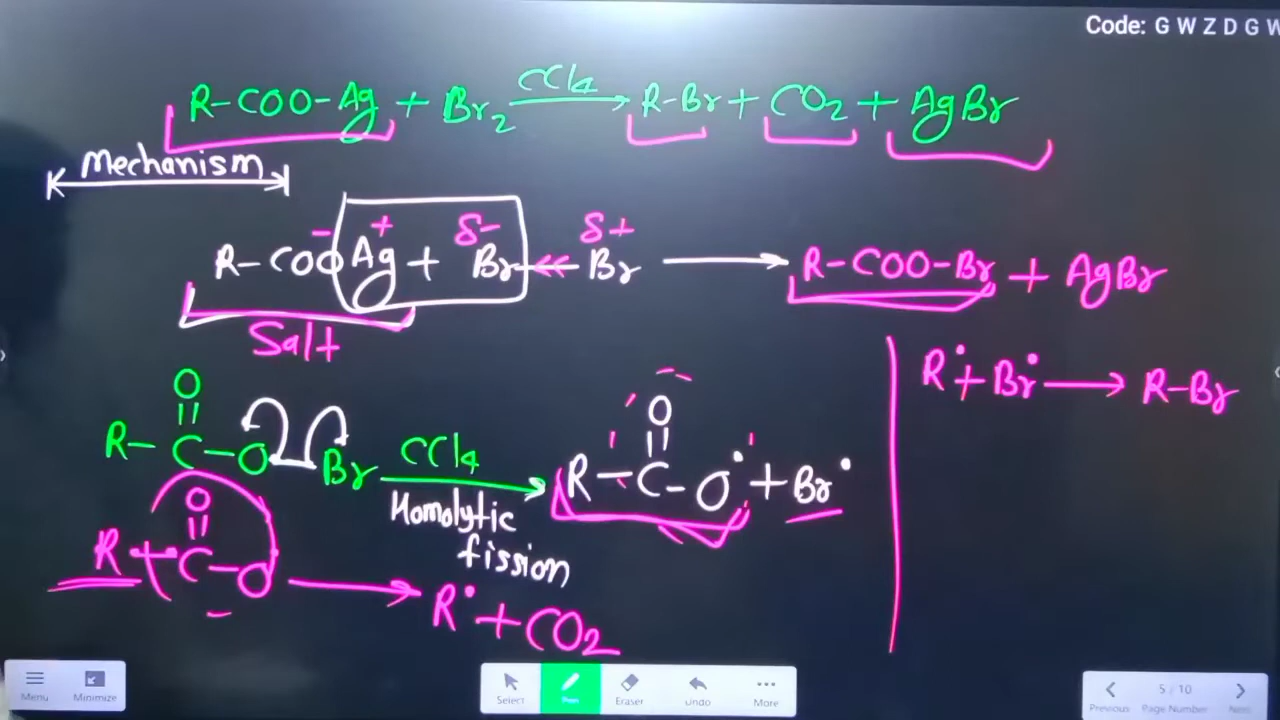 Code: G W Z D G W
R-COO-Ag + Br2 CCl4 → R-Br + CO2 + AgBr
Mechanism
- + δ- δ+
R-COO Ag + Br Br → R-COO-Br + AgBr
Salt
R• + Br• → R-Br
O O
|| ||
R-C-O Br CCl4 → R-C-O• + Br•
Homolytic
fission
O
||
R C-O → R• + CO2
Menu Minimize Select Pen Eraser Undo More Previous 5 / 10 Page Number Next